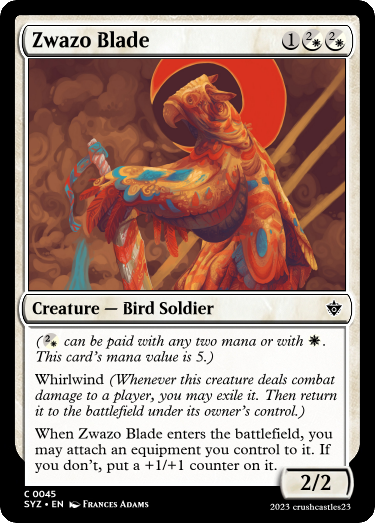 Zwazo Blade 1 2 2
Creature — Bird Soldier
(2 can be paid with any two mana or with .
This card's mana value is 5.)
Whirlwind (Whenever this creature deals combat
damage to a player, you may exile it. Then return
it to the battlefield under its owner's control.)
When Zwazo Blade enters the battlefield, you
may attach an equipment you control to it. If
you don't, put a +1/+1 counter on it.
2/2
C 0045
SYZ • EN Frances Adams
2023 crushcastles23